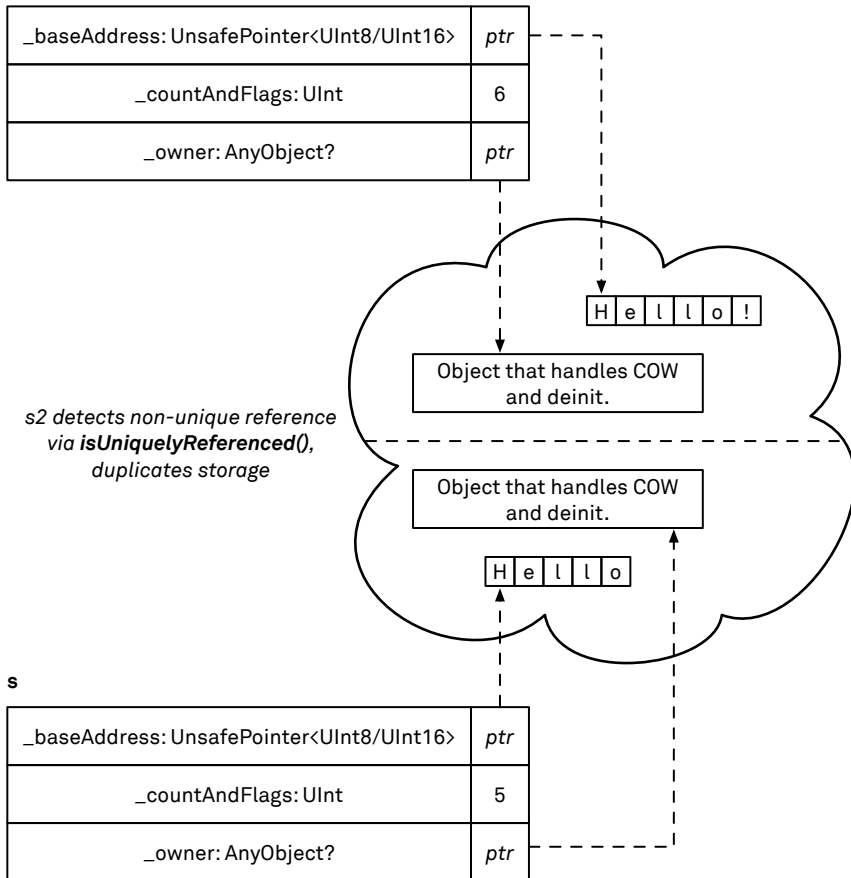 _baseAddress: UnsafePointer<UInt8/UInt16> ptr
_countAndFlags: UInt 6
_owner: AnyObject? ptr
Hello!
Object that handles COW
and deinit.
s2 detects non-unique reference
via isUniquelyReferenced(),
duplicates storage
Object that handles COW
and deinit.
Hello
s
_baseAddress: UnsafePointer<UInt8/UInt16> ptr
_countAndFlags: UInt 5
_owner: AnyObject? ptr